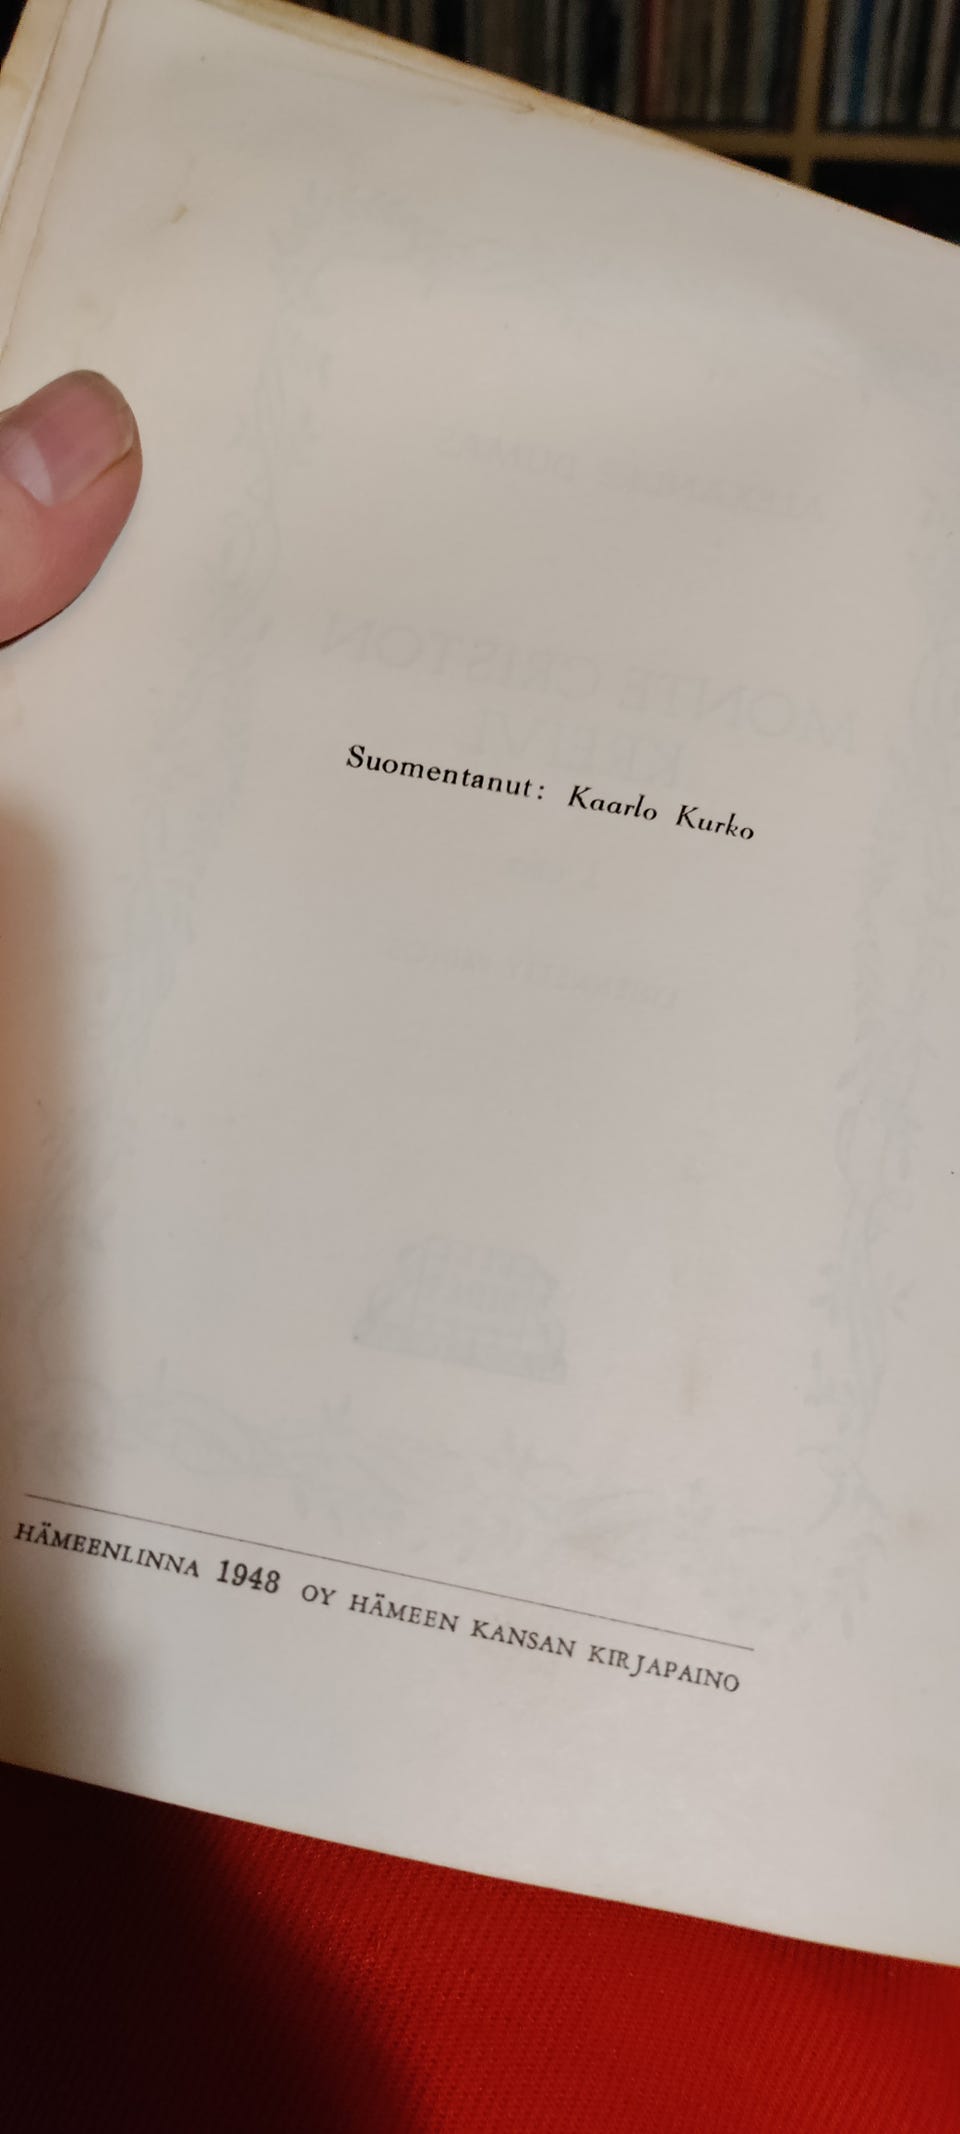 Suomentanut: Kaarlo Kurko
HÄMEENLINNA 1948 OY HÄMEEN KANSAN KIRJAPAINO